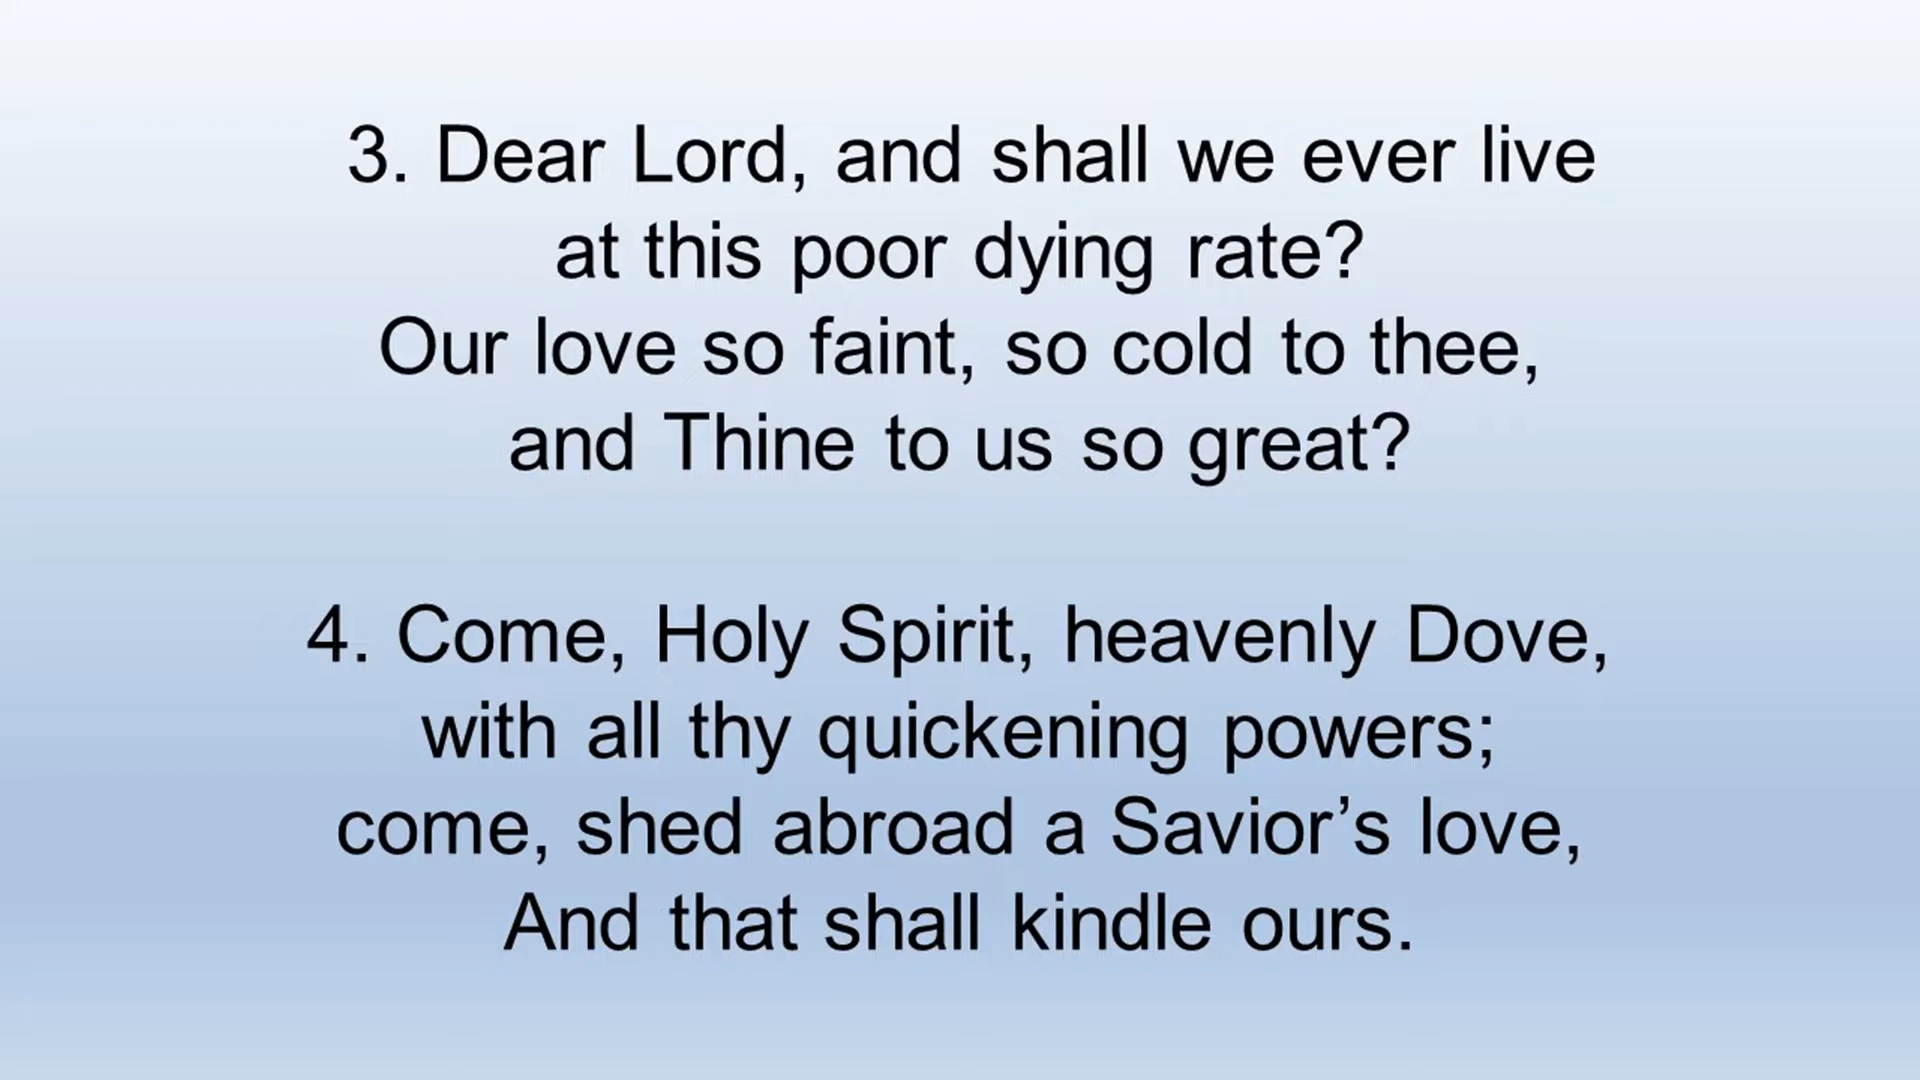 3. Dear Lord, and shall we ever live
at this poor dying rate?
Our love so faint, so cold to thee,
and Thine to us so great?
4. Come, Holy Spirit, heavenly Dove,
with all thy quickening powers;
come, shed abroad a Savior’s love,
And that shall kindle ours.